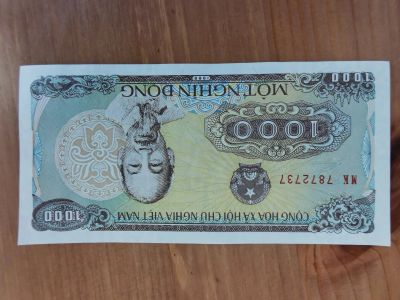 CỘNG HÒA XÃ HỘI CHỦ NGHĨA VIỆT NAM
1000
MK 7872737
1000
MỘT NGHÌN ĐỒNG
1000